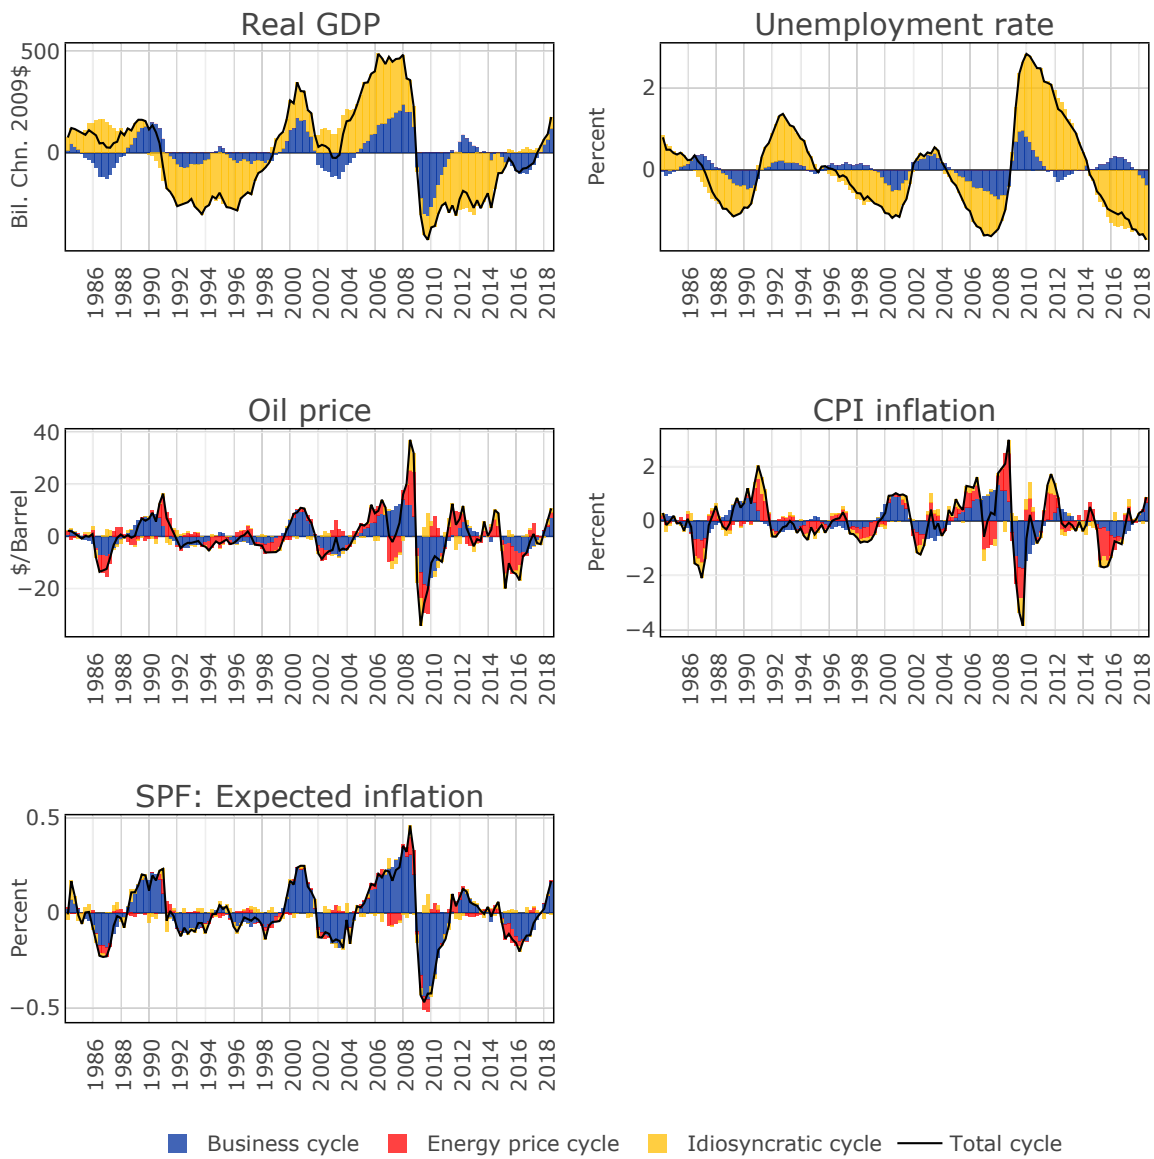 Real GDP
Bil. Chn. 2009$
500
0
1986 1988 1990 1992 1994 1996 1998 2000 2002 2004 2006 2008 2010 2012 2014 2016 2018
Unemployment rate
Percent
2
0
1986 1988 1990 1992 1994 1996 1998 2000 2002 2004 2006 2008 2010 2012 2014 2016 2018
Oil price
$/Barrel
40
20
0
−20
1986 1988 1990 1992 1994 1996 1998 2000 2002 2004 2006 2008 2010 2012 2014 2016 2018
CPI inflation
Percent
2
0
−2
−4
1986 1988 1990 1992 1994 1996 1998 2000 2002 2004 2006 2008 2010 2012 2014 2016 2018
SPF: Expected inflation
Percent
0.5
0
−0.5
1986 1988 1990 1992 1994 1996 1998 2000 2002 2004 2006 2008 2010 2012 2014 2016 2018
Business cycle Energy price cycle Idiosyncratic cycle Total cycle